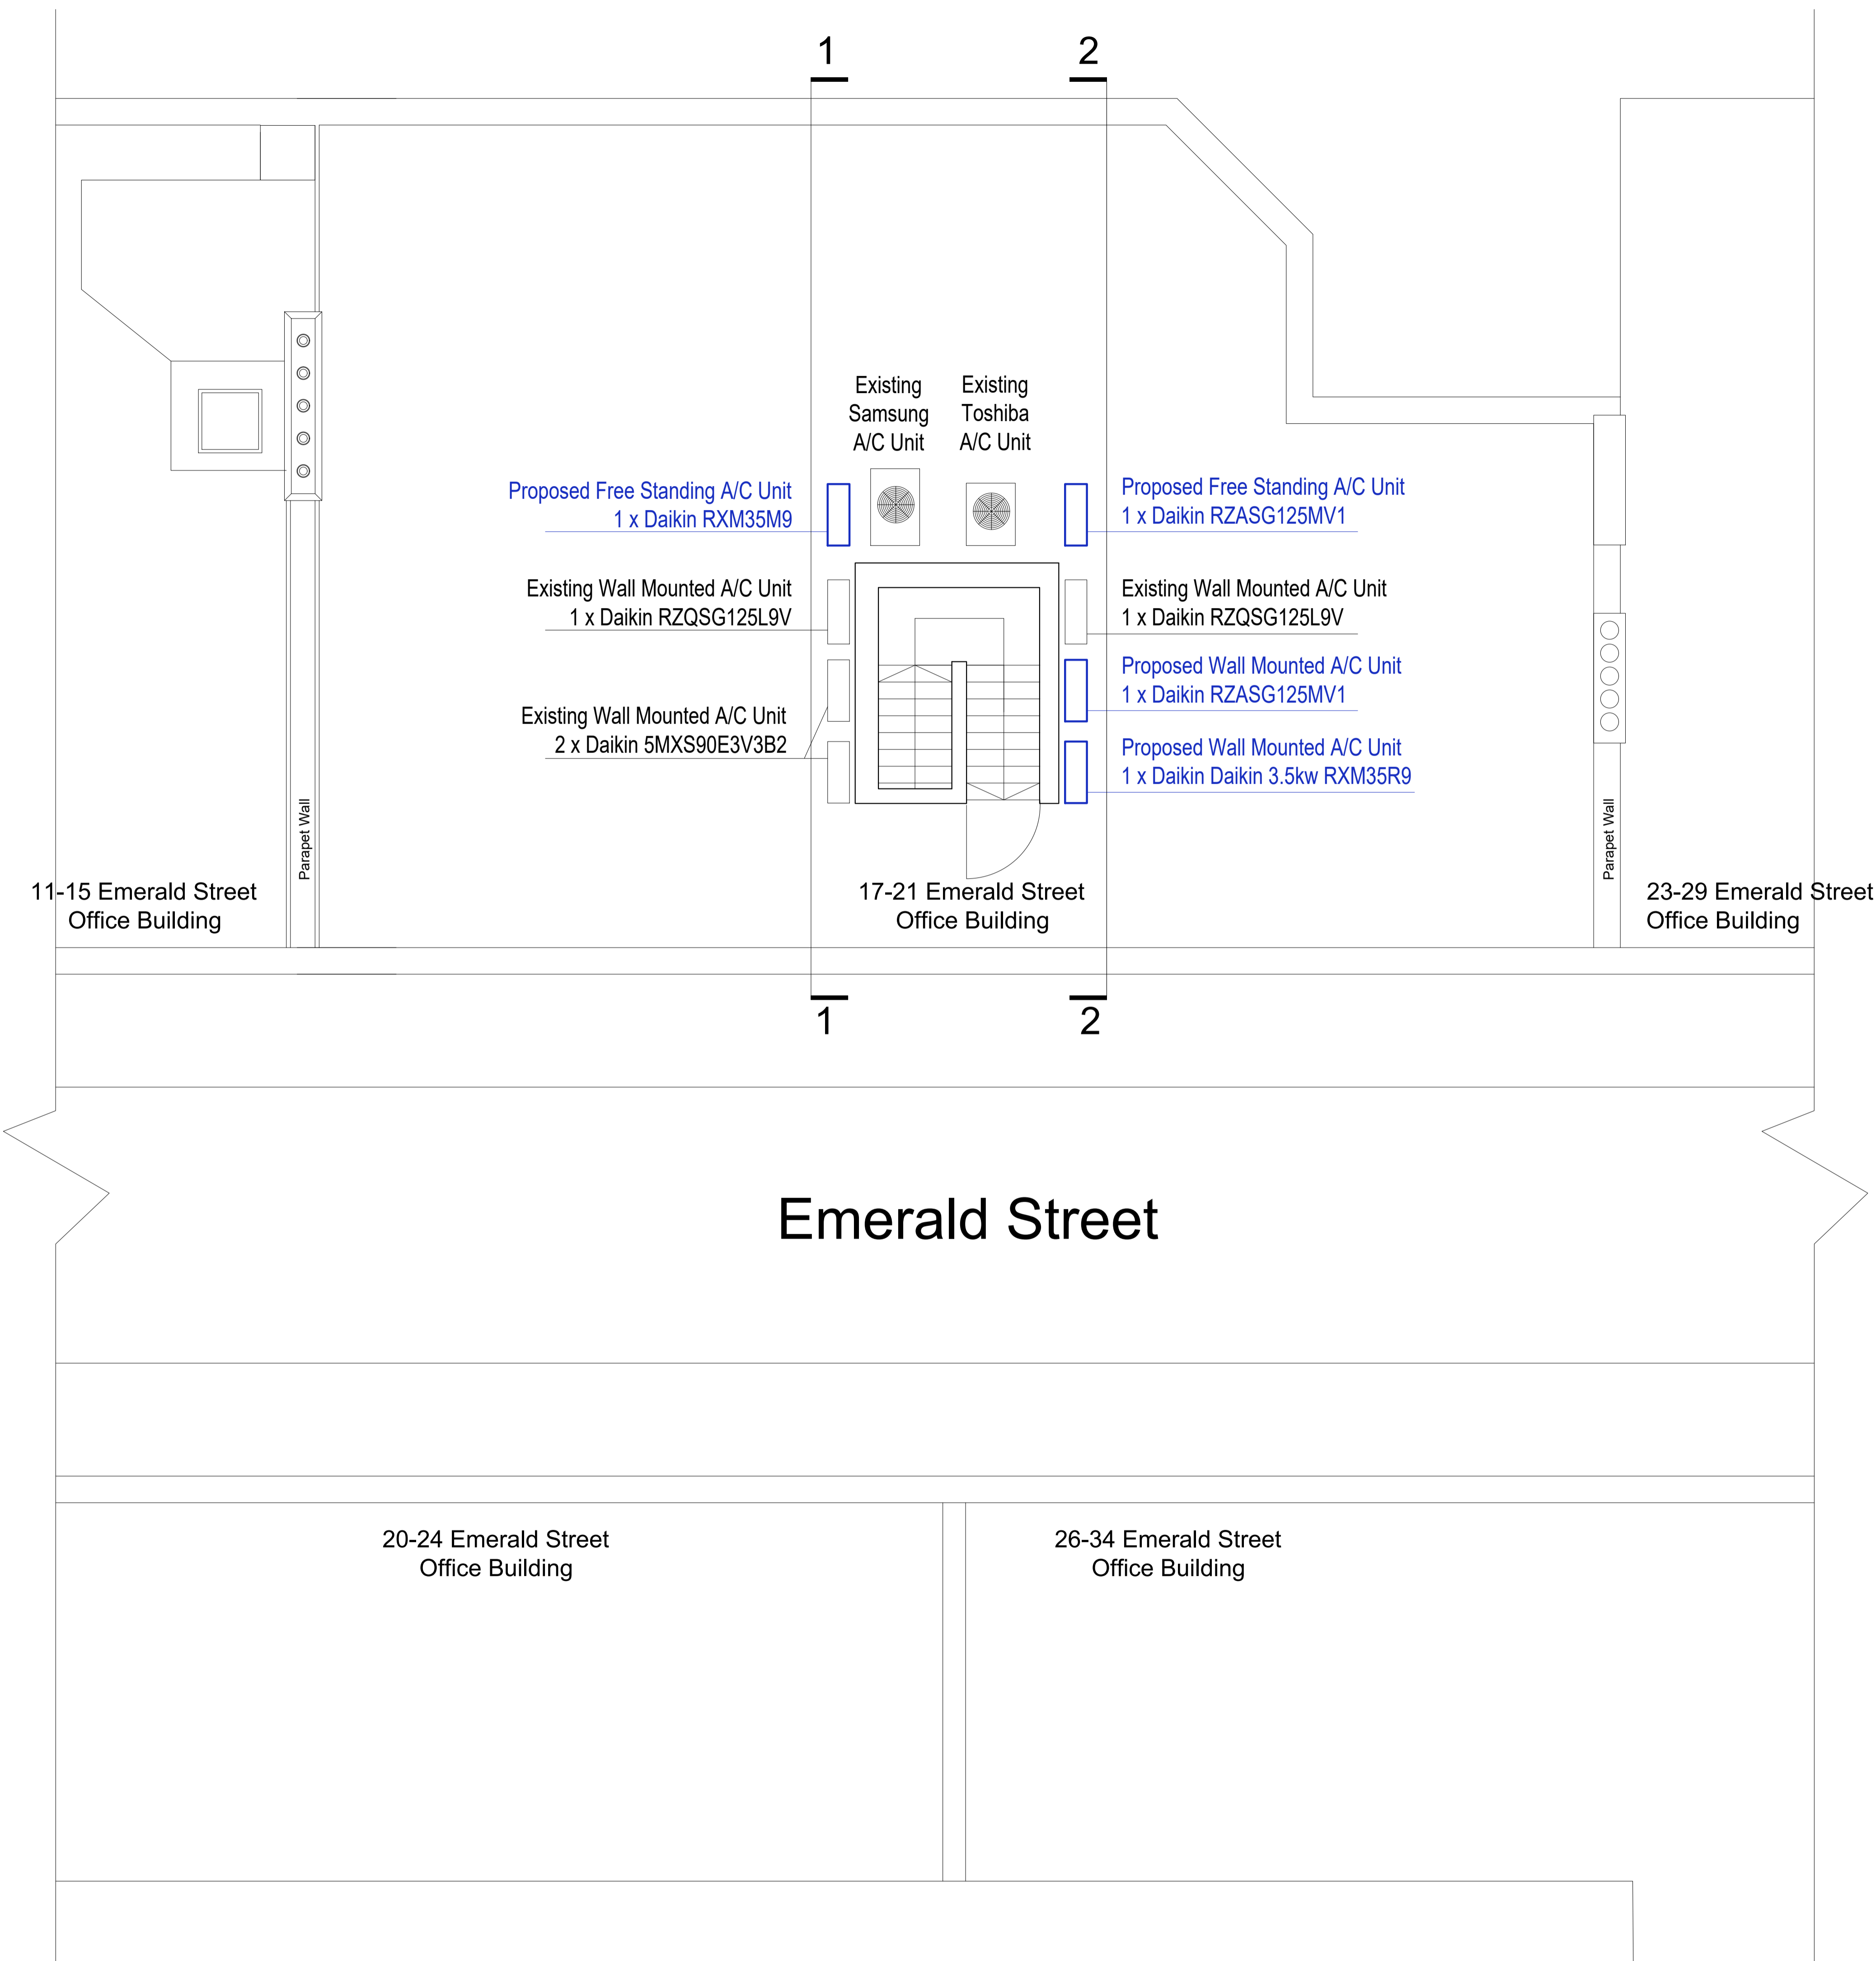 1
2
Existing
Samsung
A/C Unit
Existing
Toshiba
A/C Unit
Proposed Free Standing A/C Unit
1 x Daikin RXM35M9
Proposed Free Standing A/C Unit
1 x Daikin RZASG125MV1
Existing Wall Mounted A/C Unit
1 x Daikin RZQSG125L9V
Existing Wall Mounted A/C Unit
1 x Daikin RZQSG125L9V
Proposed Wall Mounted A/C Unit
1 x Daikin RZASG125MV1
Existing Wall Mounted A/C Unit
2 x Daikin 5MXS90E3V3B2
Proposed Wall Mounted A/C Unit
1 x Daikin Daikin 3.5kw RXM35R9
Parapet Wall
Parapet Wall
11-15 Emerald Street
Office Building
17-21 Emerald Street
Office Building
23-29 Emerald Street
Office Building
1
2
Emerald Street
20-24 Emerald Street
Office Building
26-34 Emerald Street
Office Building